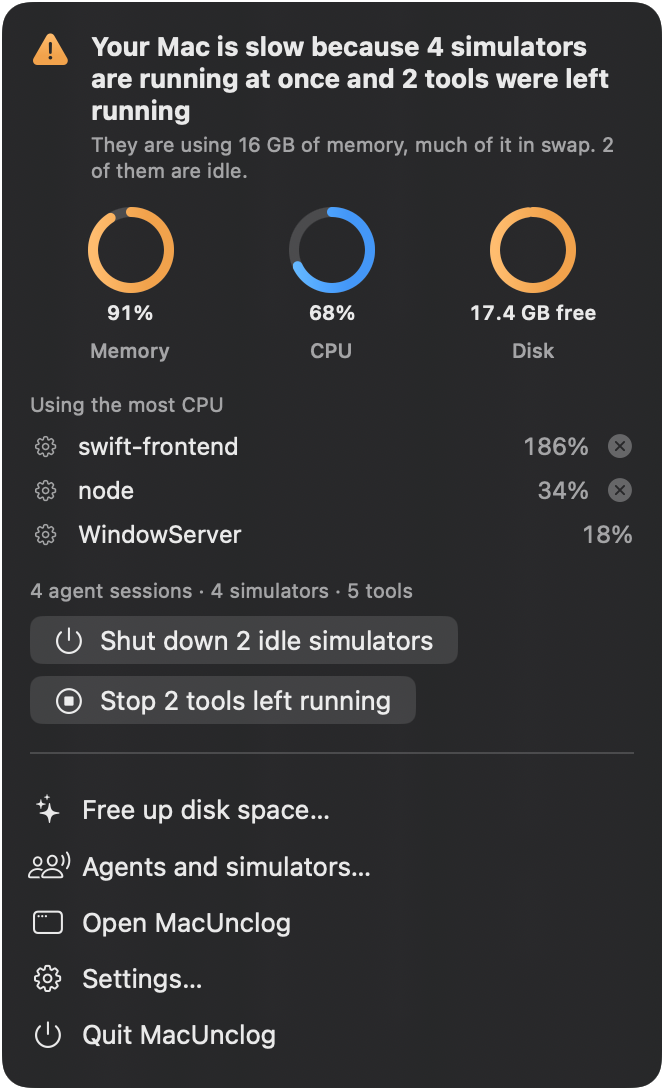 Your Mac is slow because 4 simulators
are running at once and 2 tools were left
running
They are using 16 GB of memory, much of it in swap. 2
of them are idle.
91%
68%
17.4 GB free
Memory
CPU
Disk
Using the most CPU
swift-frontend 186%
node 34%
WindowServer 18%
4 agent sessions · 4 simulators · 5 tools
Shut down 2 idle simulators
Stop 2 tools left running
Free up disk space...
Agents and simulators...
Open MacUnclog
Settings...
Quit MacUnclog